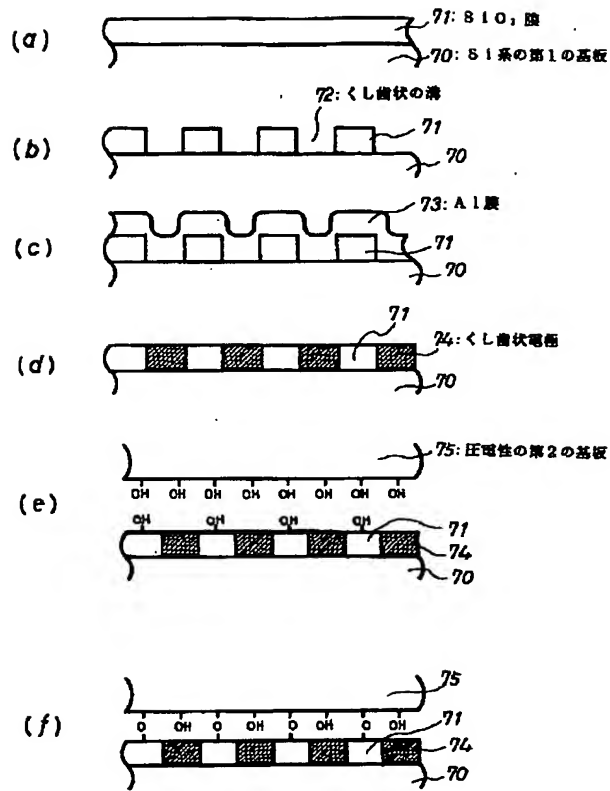 (a)
71:SiO₂膜
70:Si系の第1の基板
72:くし歯状の溝
(b)
71
70
73:Al膜
(c)
71
70
71
(d)
74:くし歯状電極
70
75:圧電性の第2の基板
OH OH OH OH OH OH OH OH
(e)
OH OH OH OH
71
74
70
75
O OH O OH O OH O OH
(f)
71
74
70